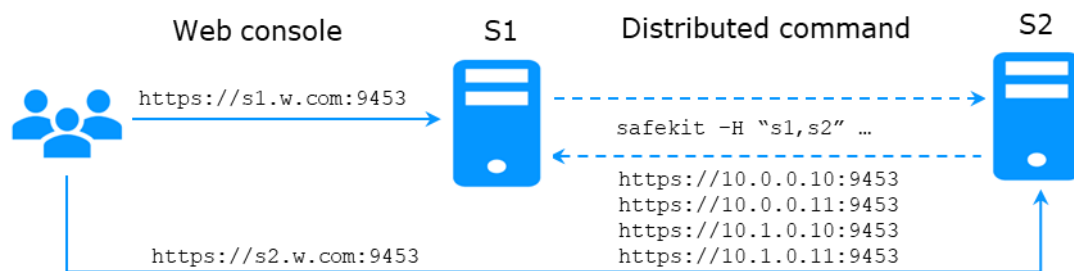 Web console
S1
Distributed command
S2
https://s1.w.com:9453
safekit –H “s1,s2” …
https://10.0.0.10:9453
https://10.0.0.11:9453
https://10.1.0.10:9453
https://10.1.0.11:9453
https://s2.w.com:9453